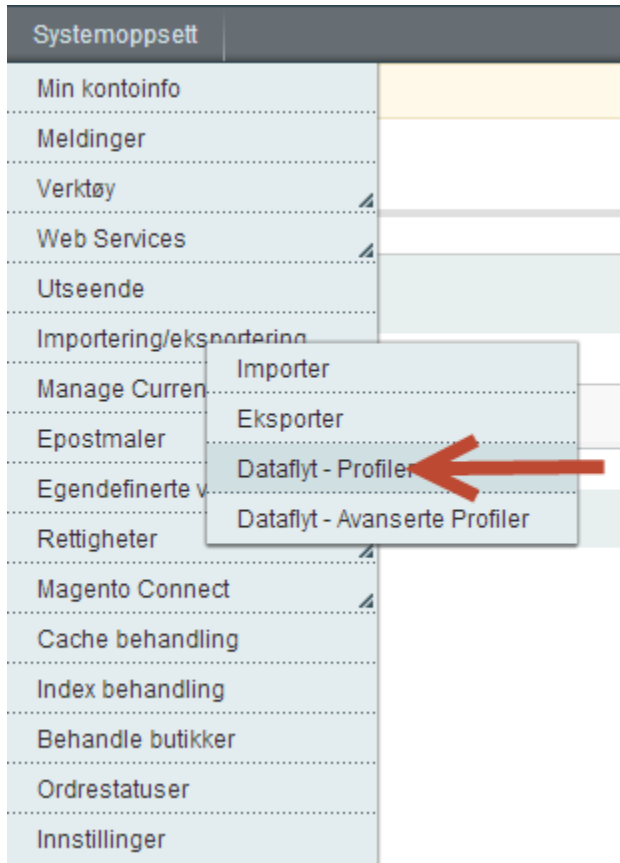 Systemoppsett
Min kontoinfo
Meldinger
Verktøy
Web Services
Utseende
Importering/eksportering
Importer
Eksporter
Dataflyt - Profiler
Dataflyt - Avanserte Profiler
Manage Curren
Epostmaler
Egendefinerte v
Rettigheter
Magento Connect
Cache behandling
Index behandling
Behandle butikker
Ordrestatuser
Innstillinger